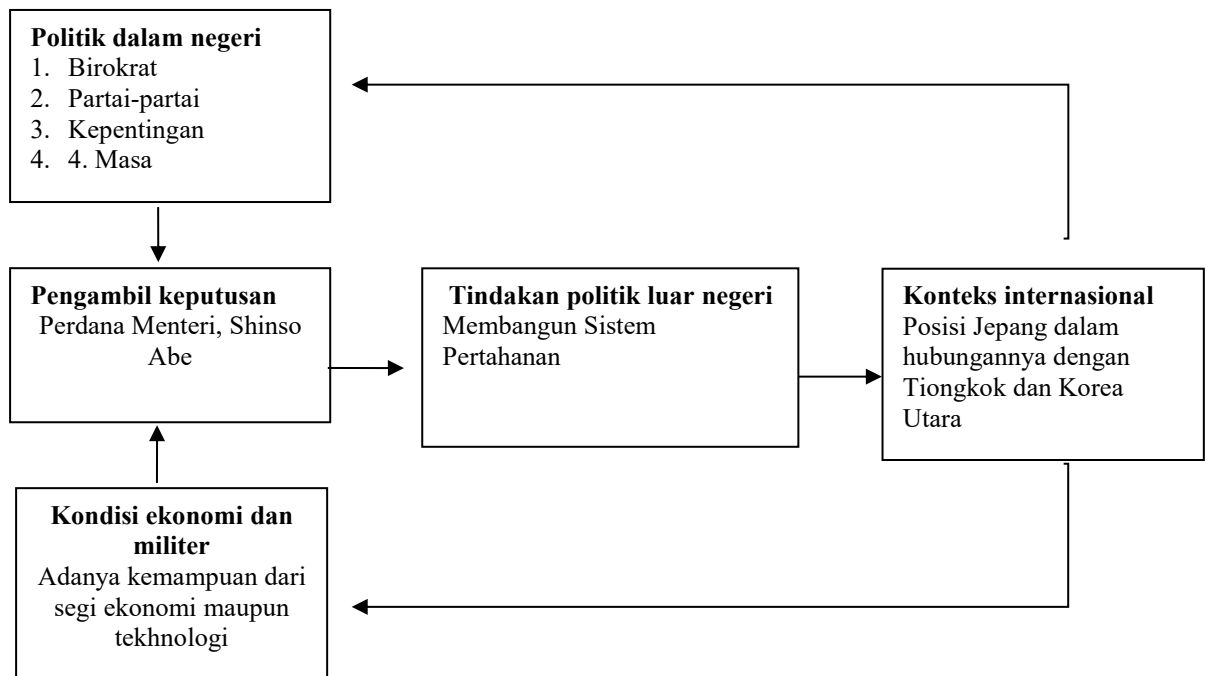 Politik dalam negeri
1. Birokrat
2. Partai-partai
3. Kepentingan
4. 4. Masa
Pengambil keputusan
Perdana Menteri, Shinso
Abe
Tindakan politik luar negeri
Membangun Sistem
Pertahanan
Konteks internasional
Posisi Jepang dalam
hubungannya dengan
Tiongkok dan Korea
Utara
Kondisi ekonomi dan
militer
Adanya kemampuan dari
segi ekonomi maupun
tekhnologi